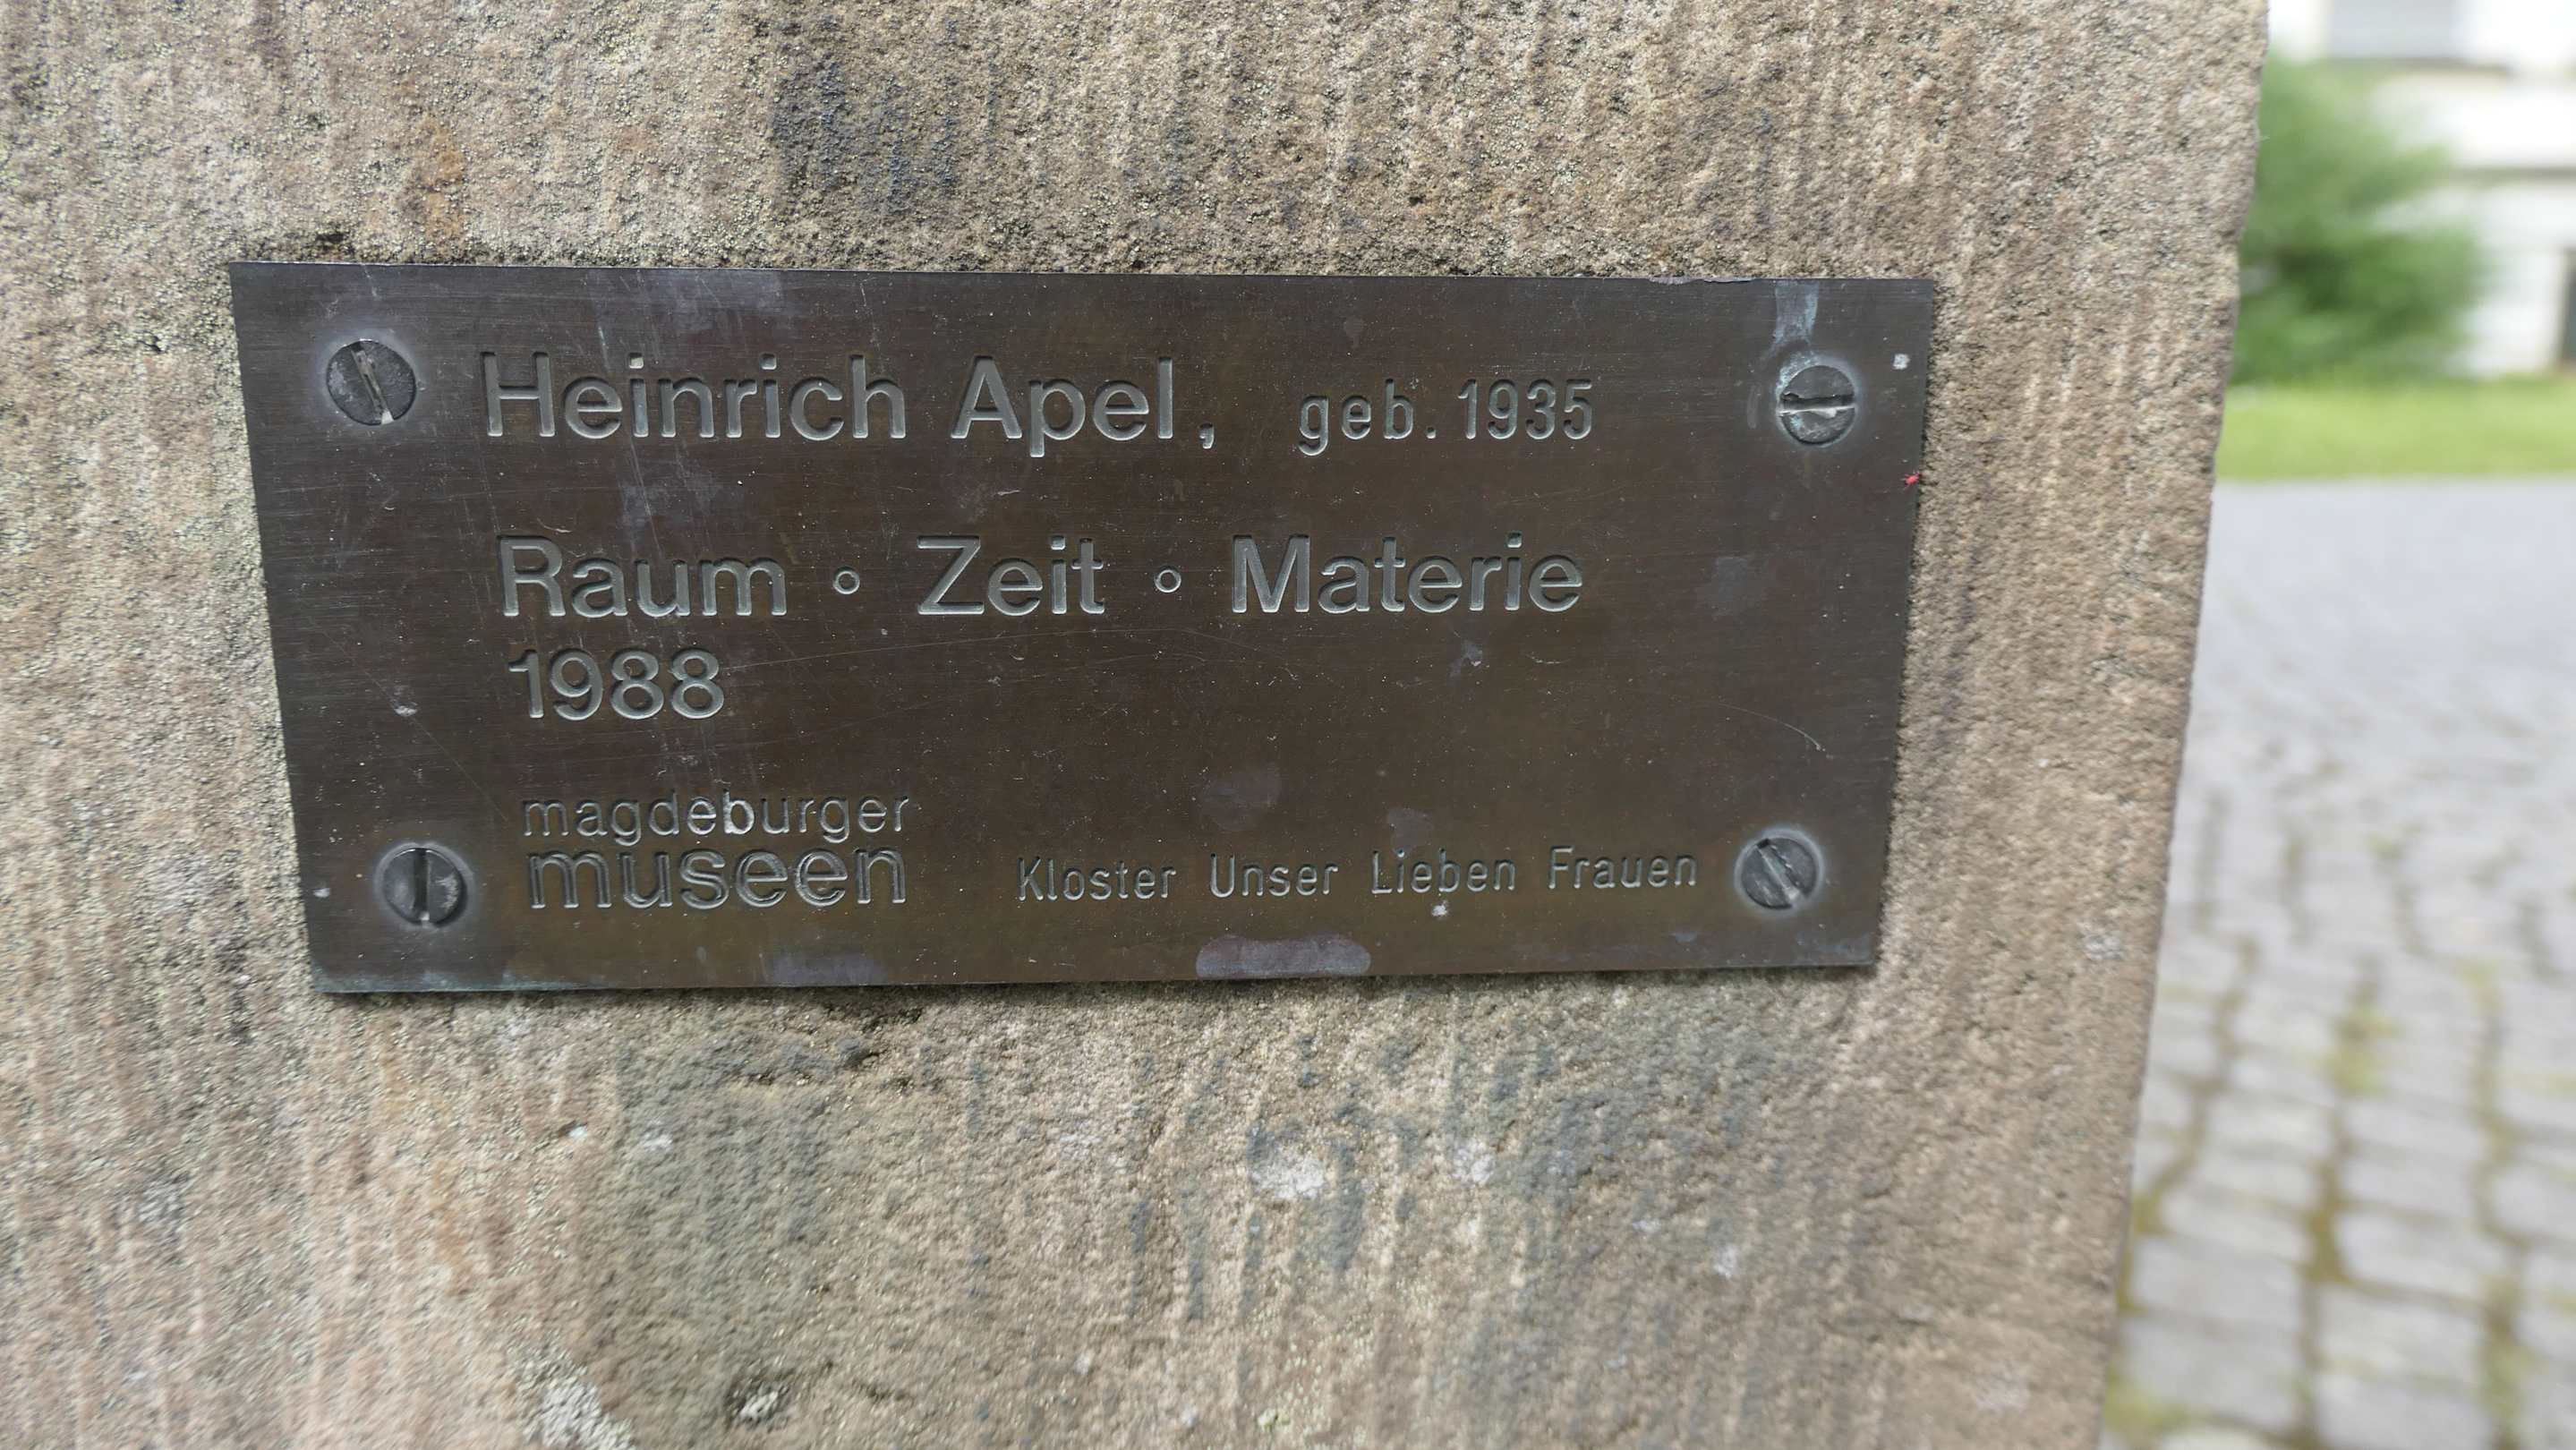 Heinrich Apel, geb. 1935
Raum ∘ Zeit ∘ Materie
1988
magdeburger
museen Kloster Unser Lieben Frauen